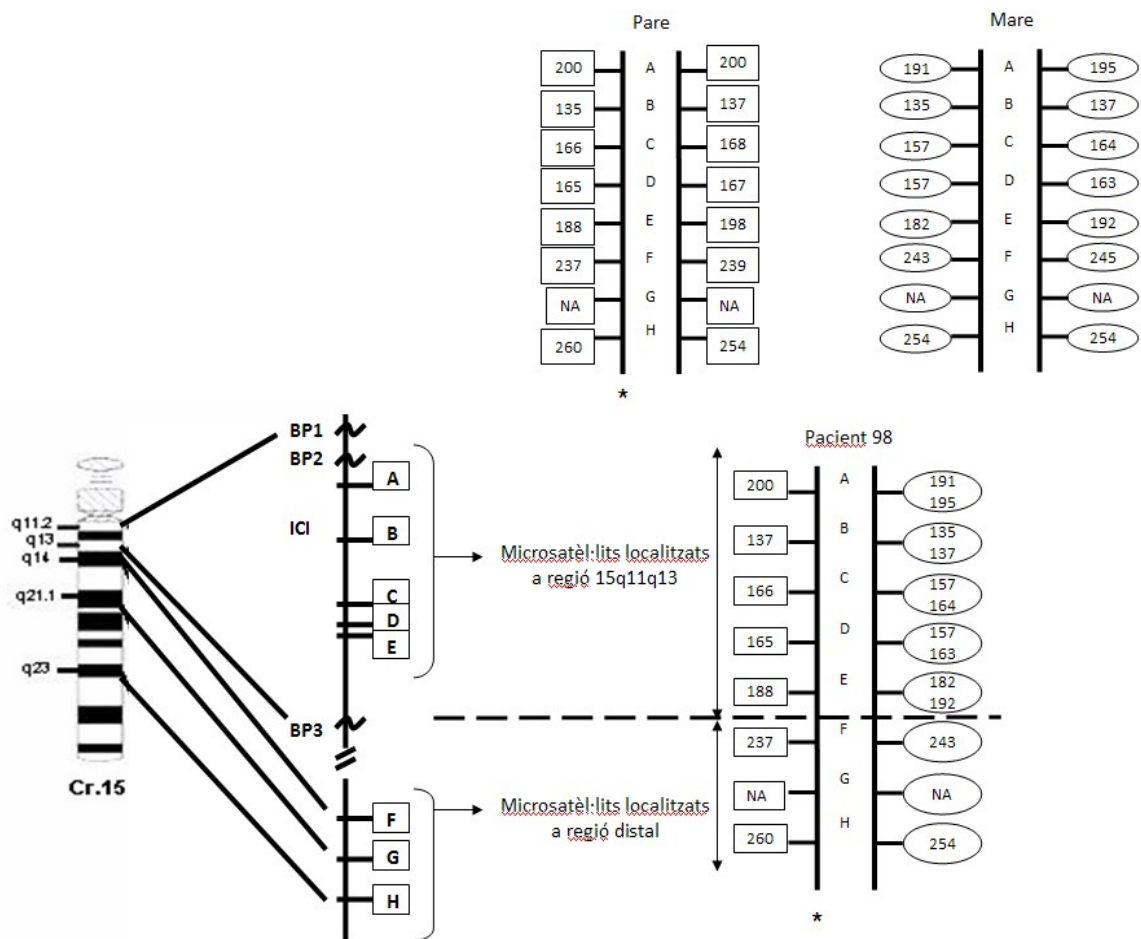 Pare
200 A 200
135 B 137
166 C 168
165 D 167
188 E 198
237 F 239
NA G NA
260 H 254
*
Mare
191 A 195
135 B 137
157 C 164
157 D 163
182 E 192
243 F 245
NA G NA
254 H 254
q11.2
q13
q14
q21.1
q23
Cr.15
BP1
BP2
A
ICI
B
C
D
E
BP3
F
G
H
Microsatèl·lits localitzats
a regió 15q11q13
Microsatèl·lits localitzats
a regió distal
Pacient 98
200 A 191
195
137 B 135
137
166 C 157
164
165 D 157
163
188 E 182
192
237 F 243
NA G NA
260 H 254
*